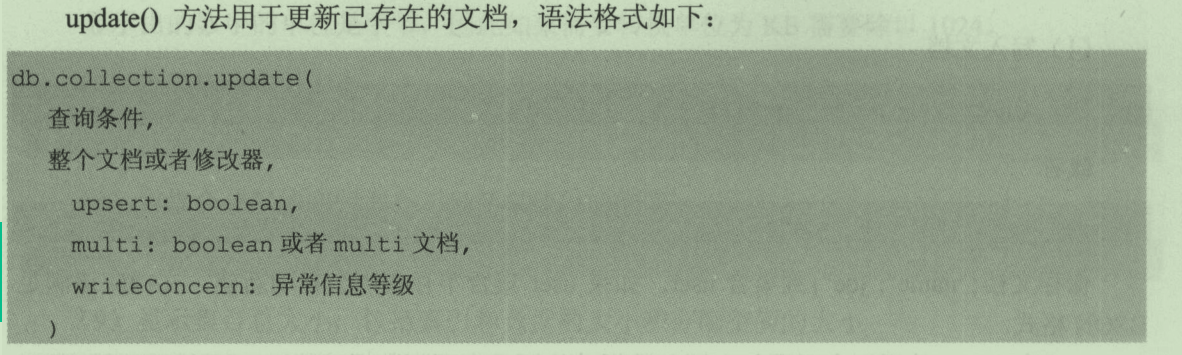 update() 方法用于更新已存在的文档，语法格式如下：
db.collection.update(
查询条件,
整个文档或者修改器,
upsert: boolean,
multi: boolean 或者 multi 文档,
writeConcern: 异常信息等级
)